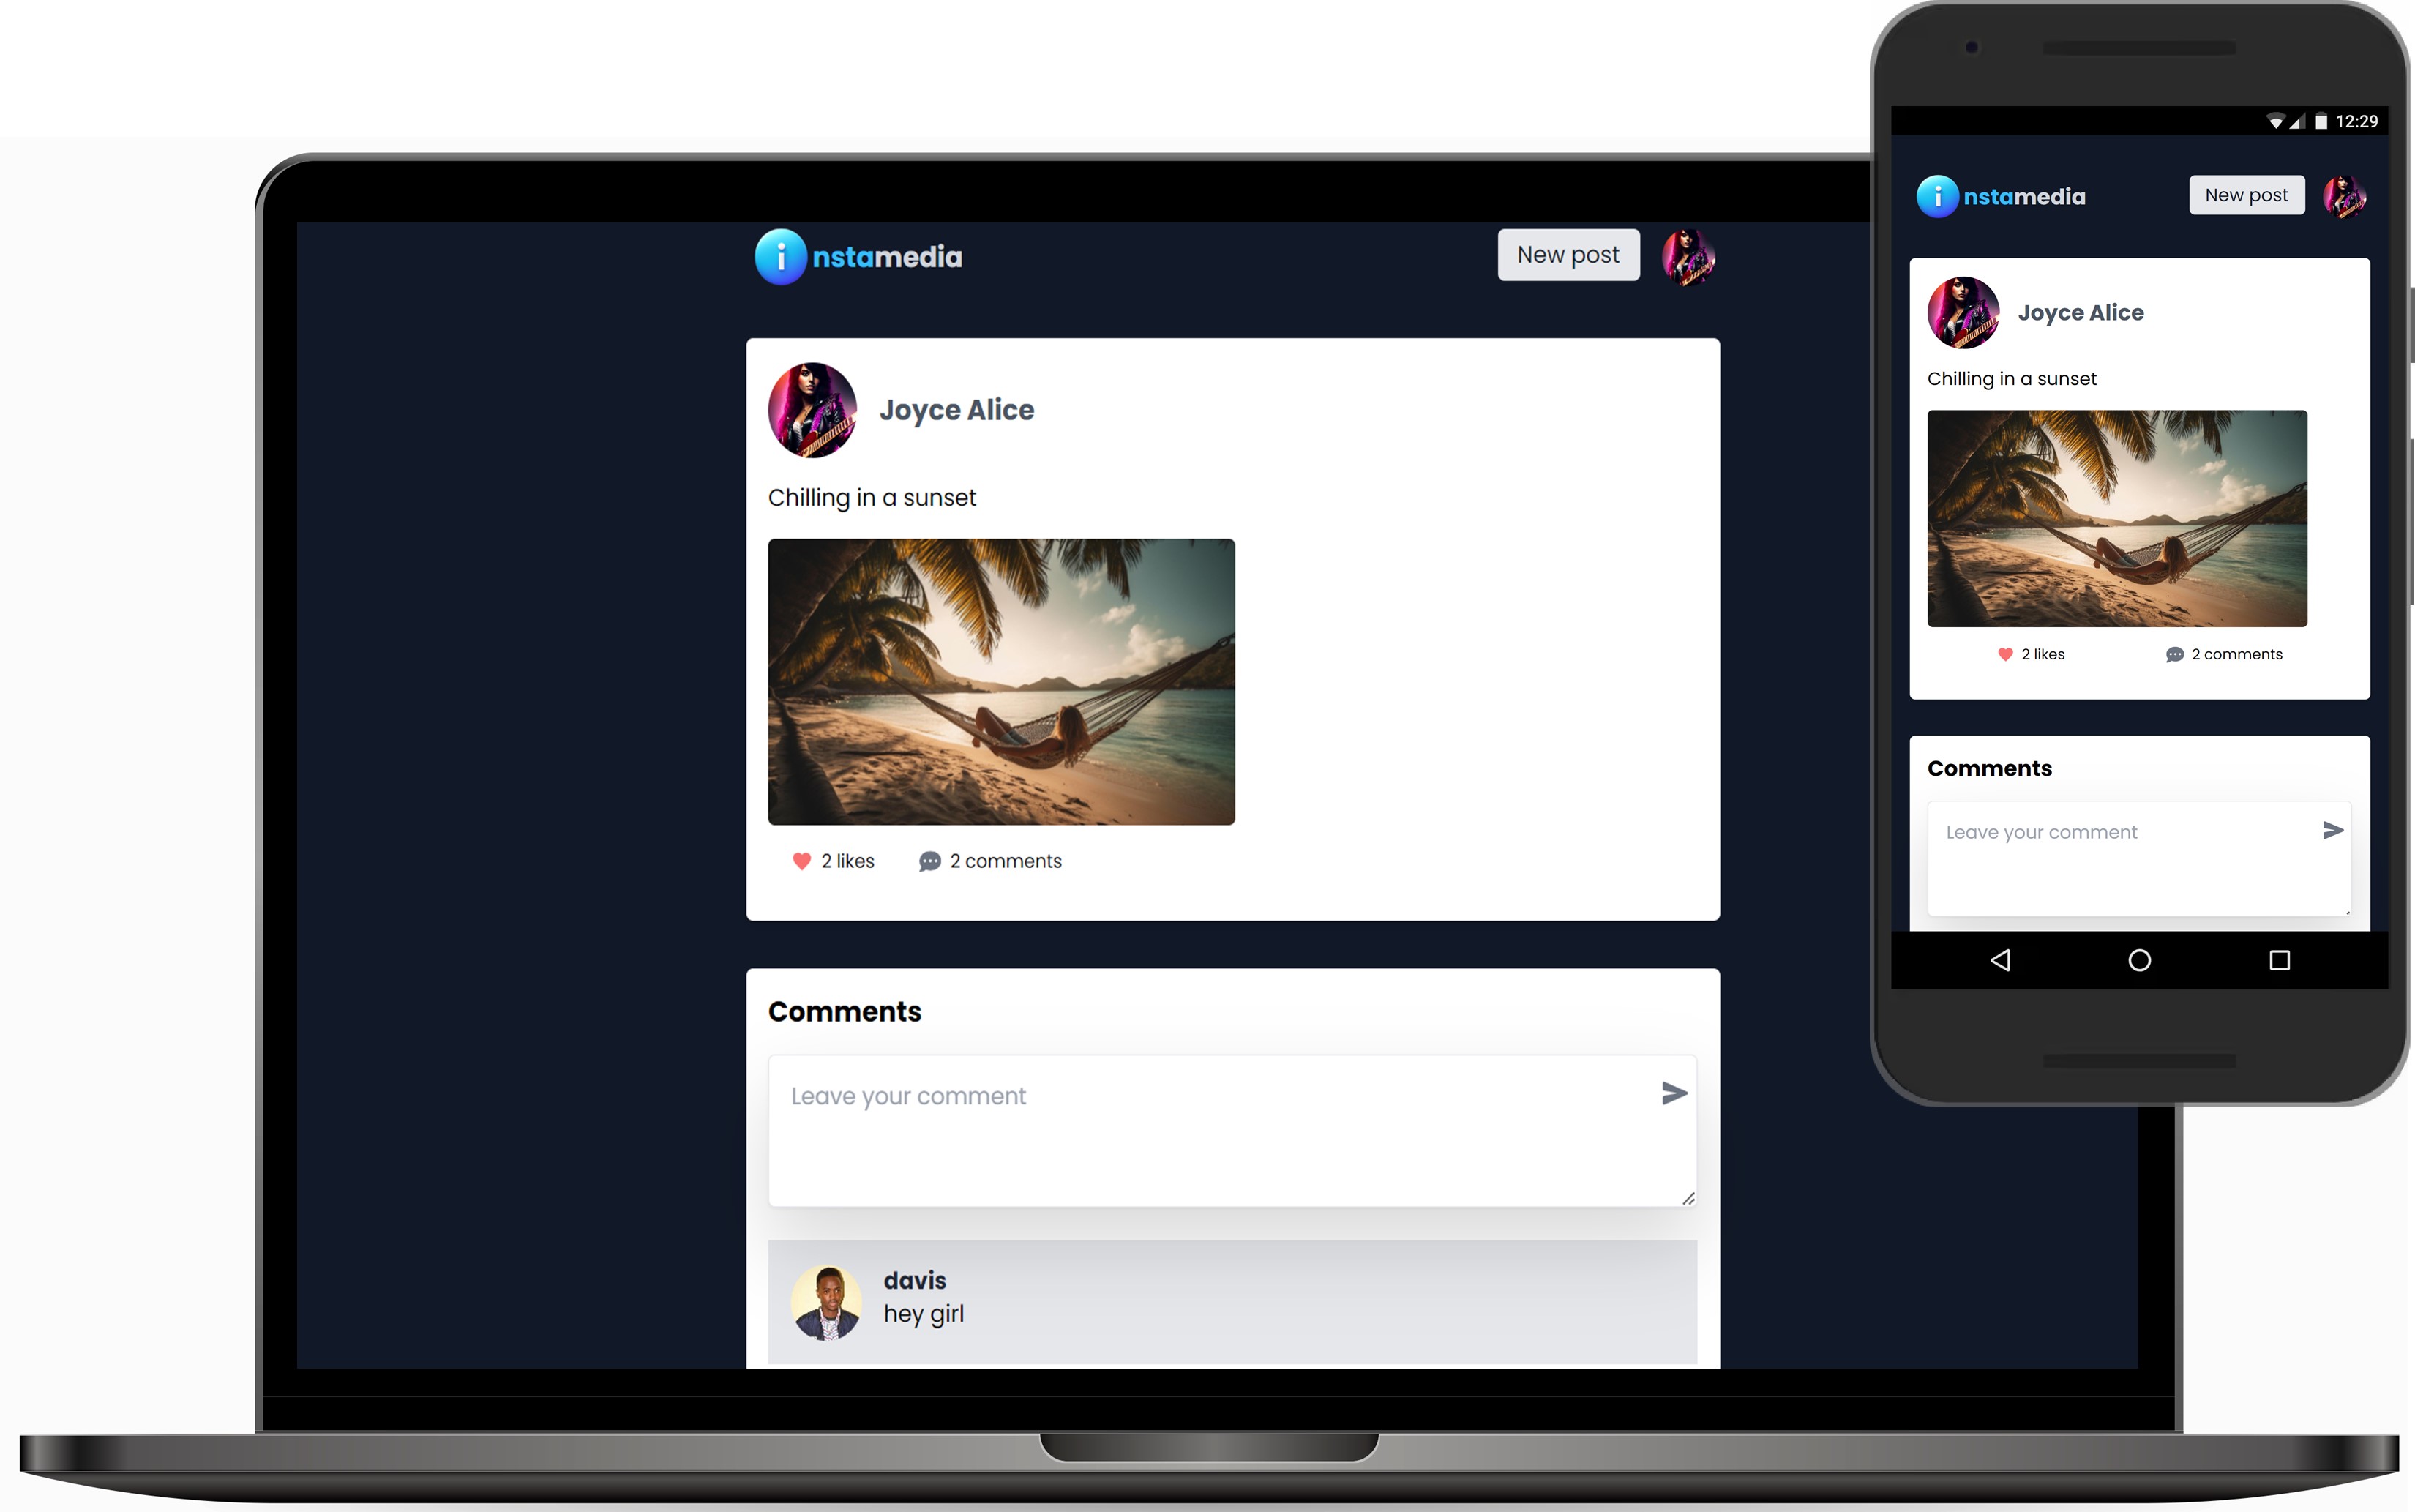 instamedia
New post
Joyce Alice
Chilling in a sunset
2 likes
2 comments
Comments
Leave your comment
davis
hey girl
12:29
instamedia
New post
Joyce Alice
Chilling in a sunset
2 likes
2 comments
Comments
Leave your comment